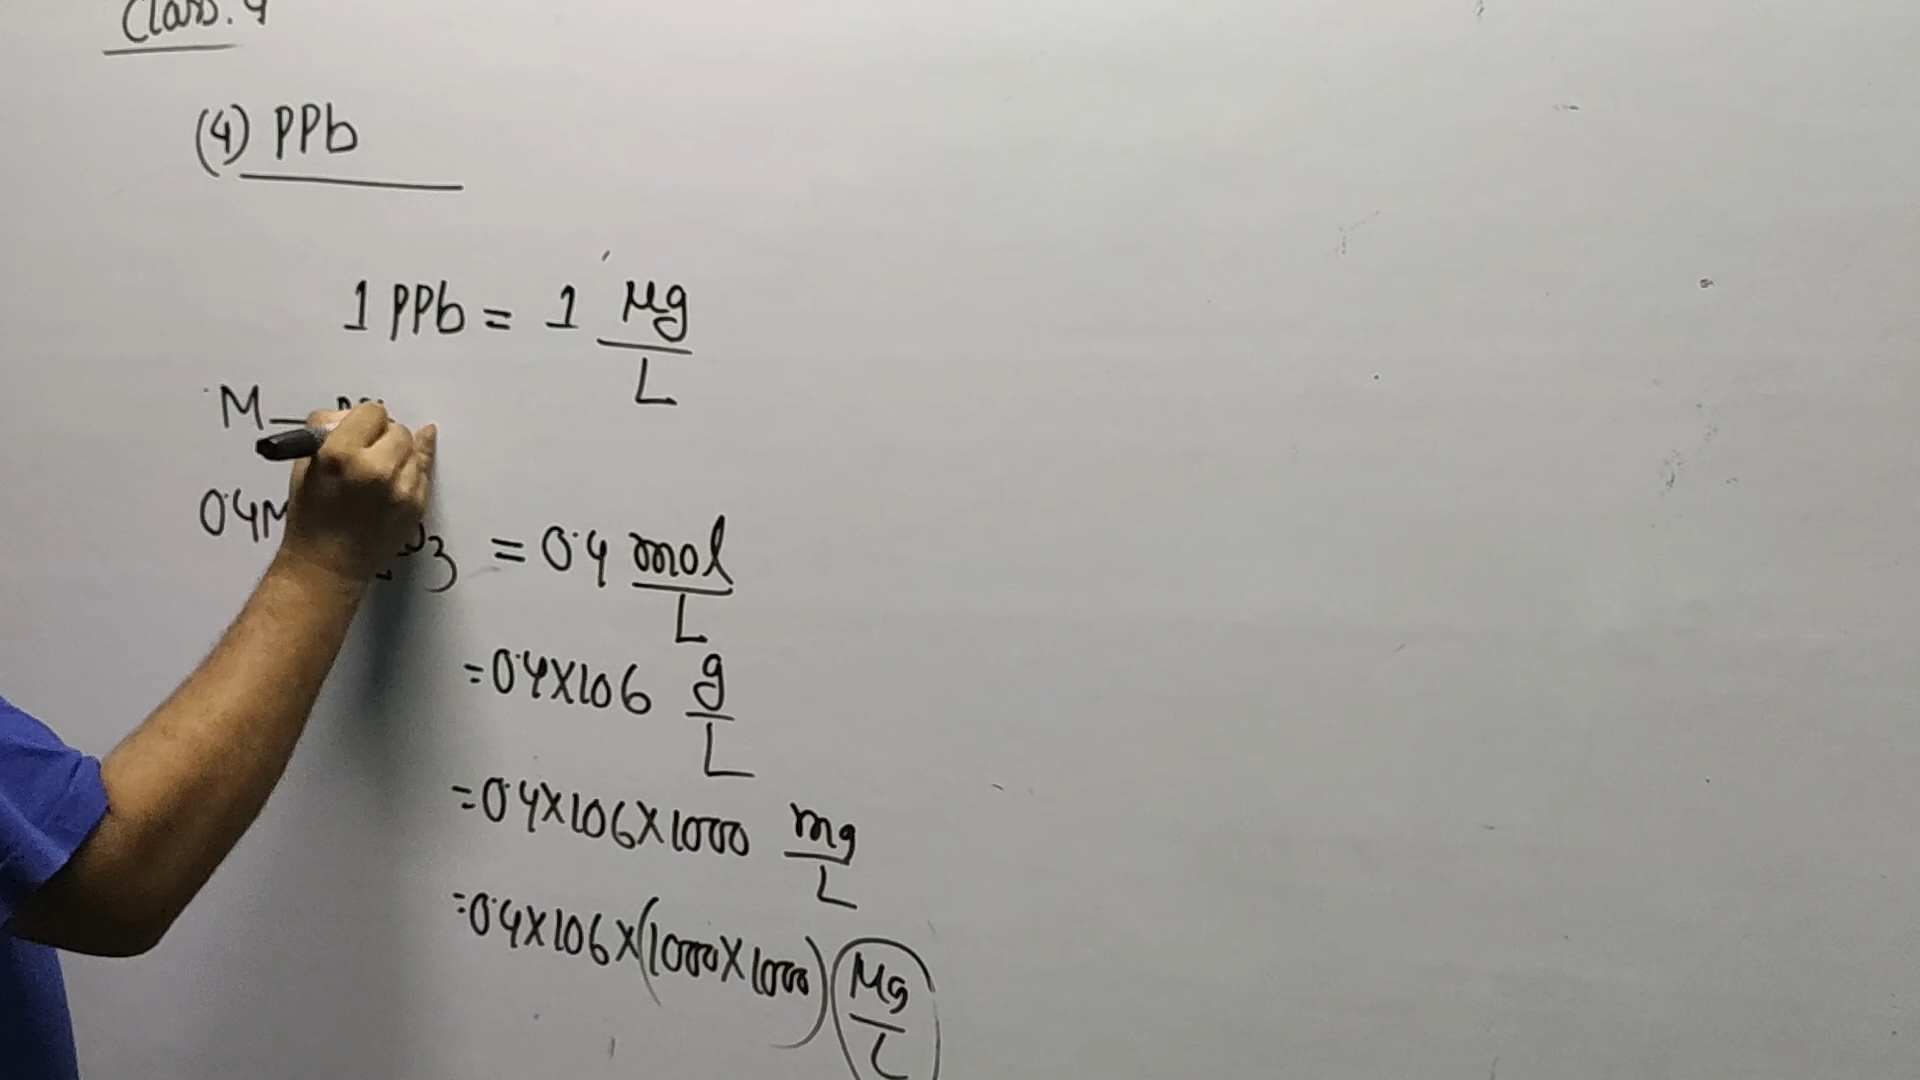 Class. 4
(4) PPb
1 PPb = 1 μg/L
M
0.4M 3 = 0.4 mol/L
= 0.4×106 g/L
= 0.4×106×1000 mg/L
= 0.4×106×(1000×1000) μg/L